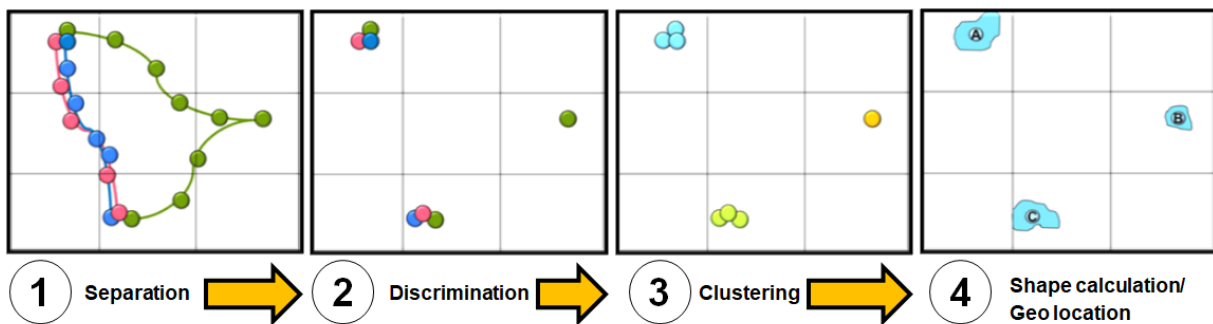 A
B
C
1 Separation
2 Discrimination
3 Clustering
4 Shape calculation/
Geo location